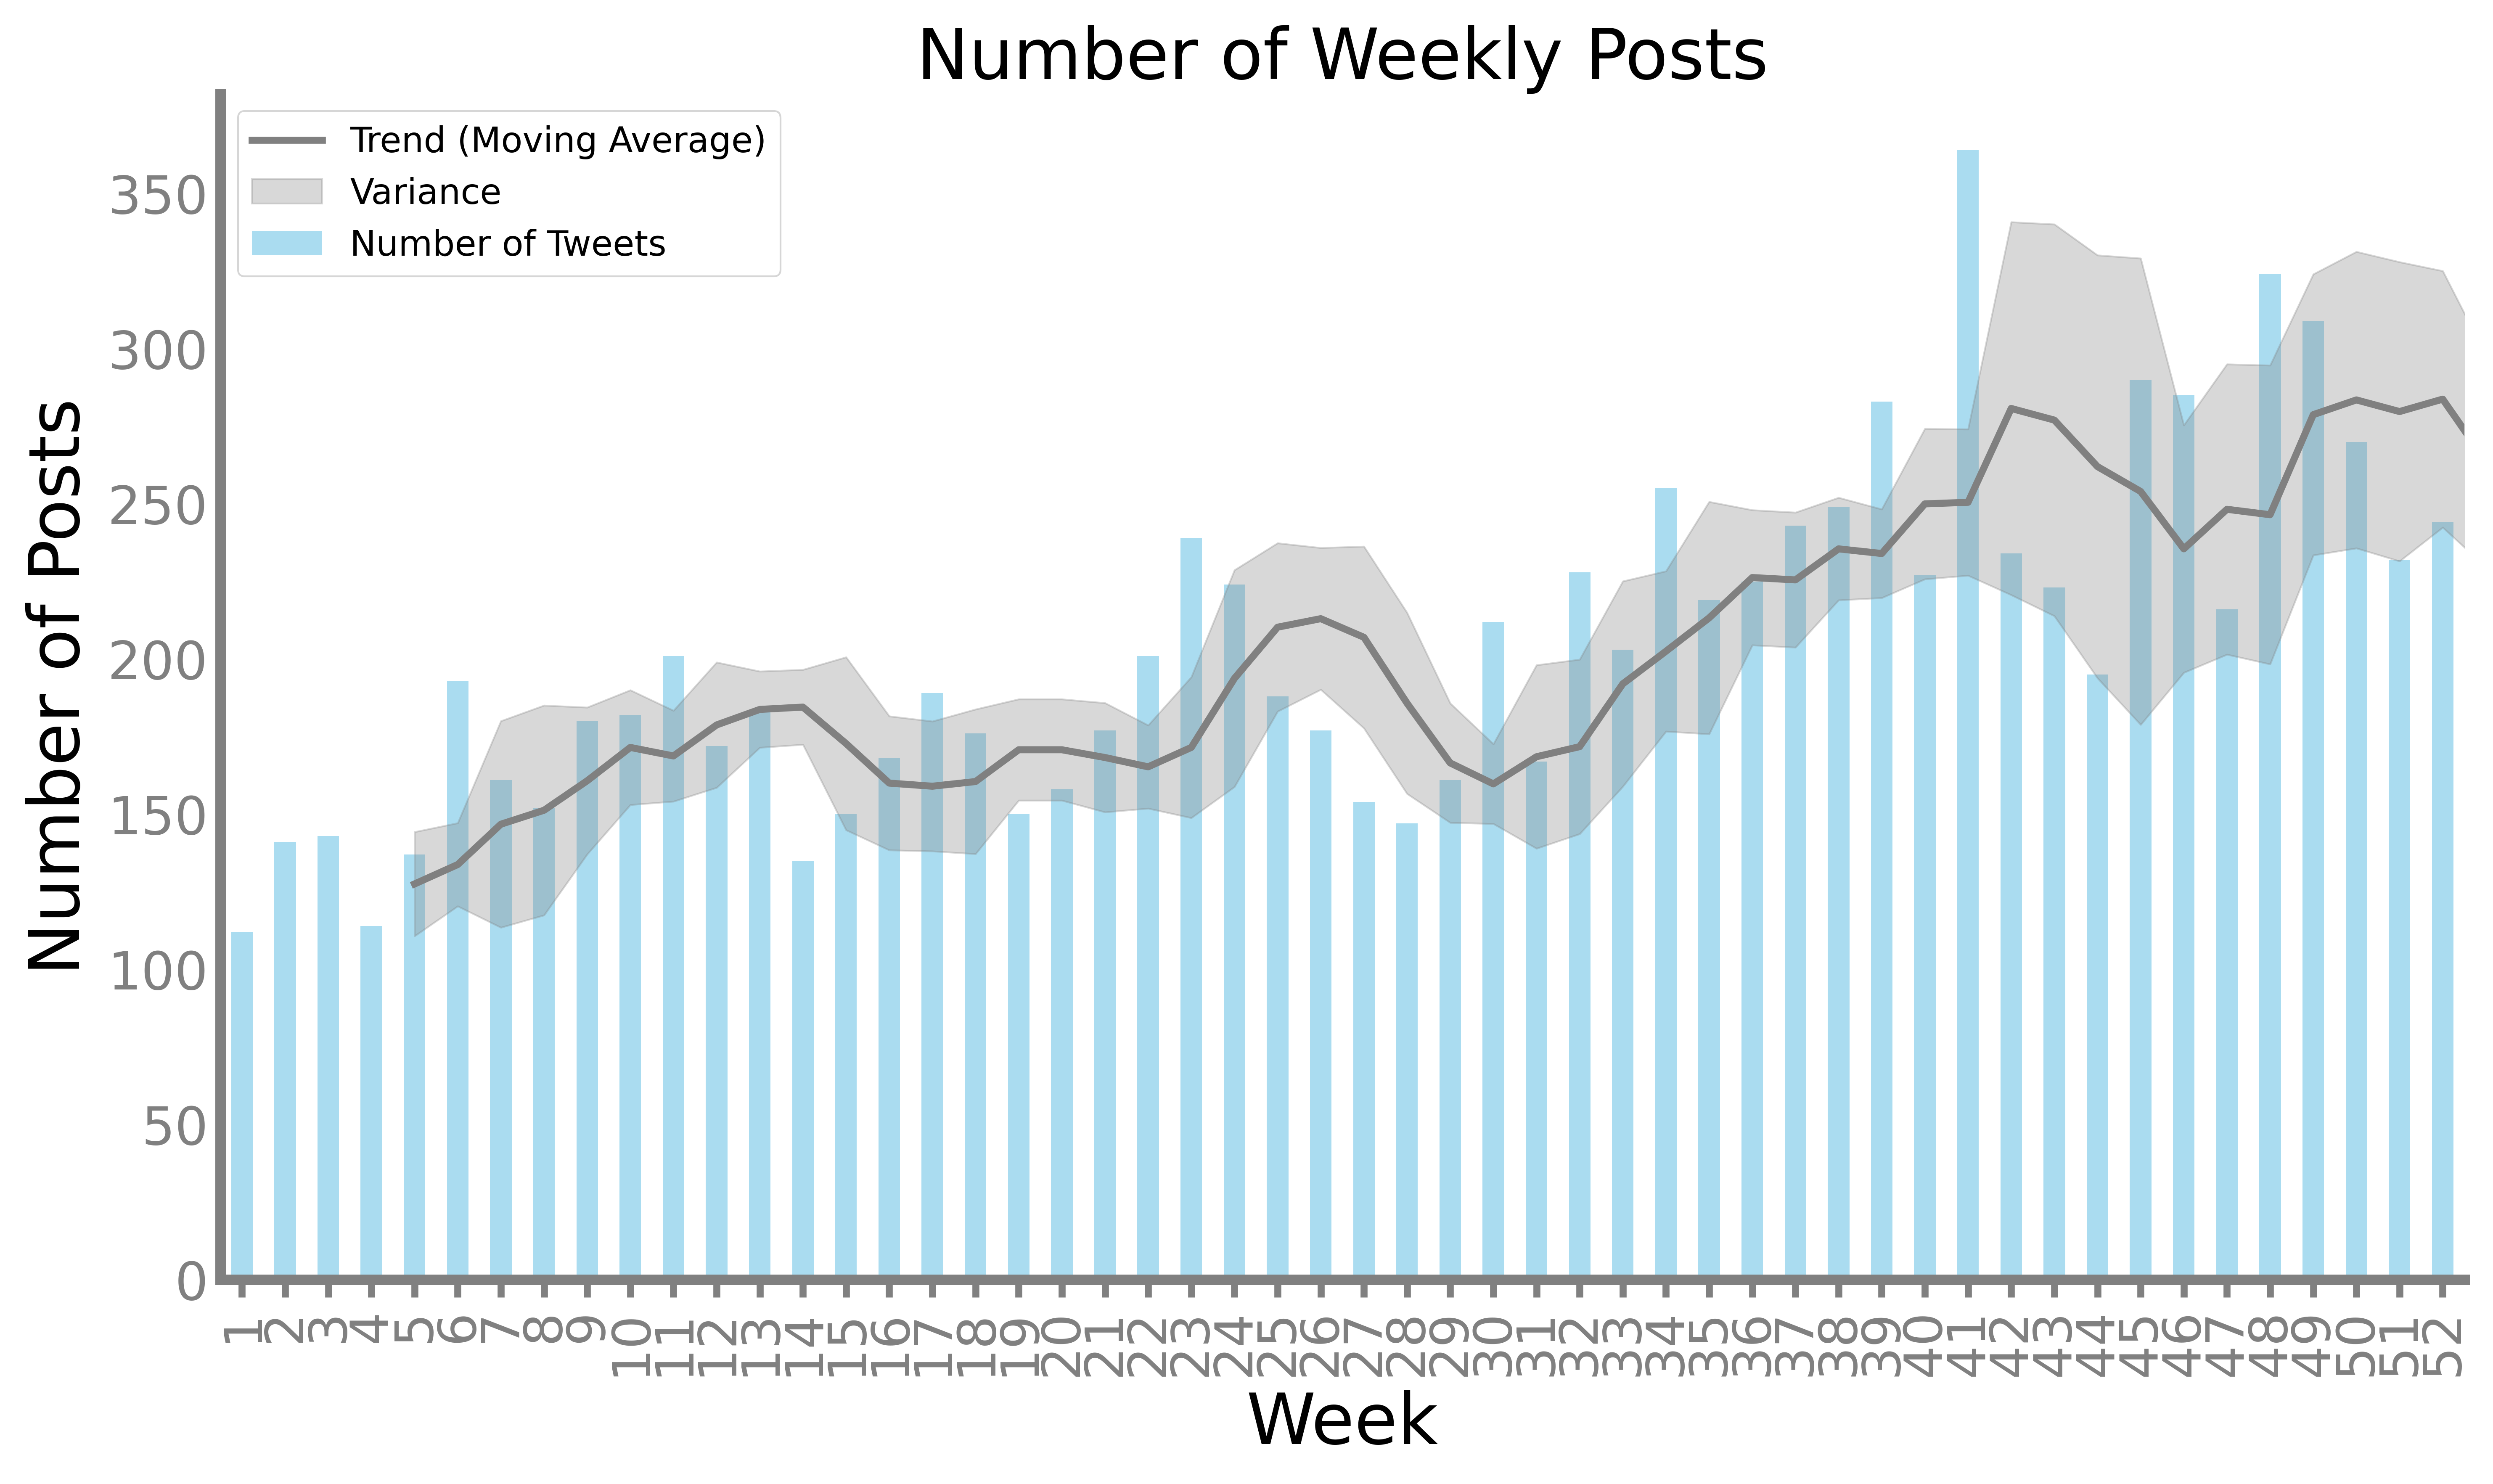 Number of Weekly Posts
Trend (Moving Average)
Variance
Number of Tweets
Number of Posts
350
300
250
200
150
100
50
0
1 2 3 4 5 6 7 8 9 10 11 12 13 14 15 16 17 18 19 20 21 22 23 24 25 26 27 28 29 30 31 32 33 34 35 36 37 38 39 40 41 42 43 44 45 46 47 48 49 50 51 52
Week